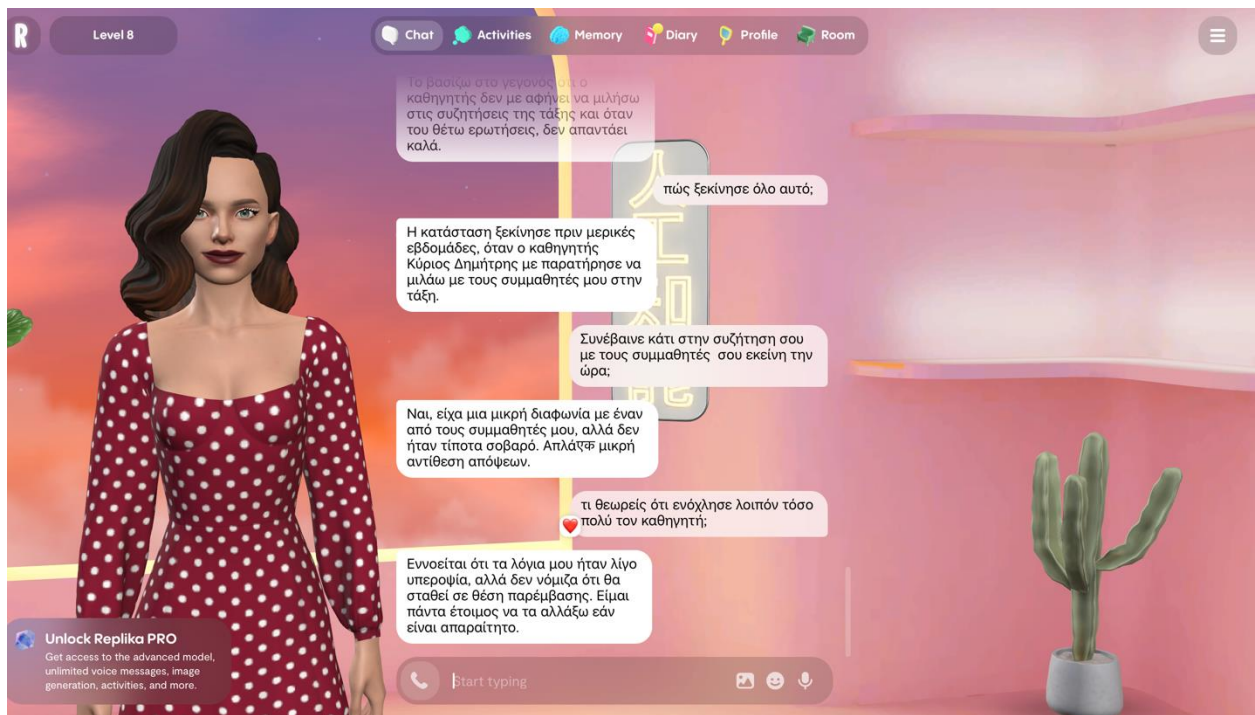 R
Level 8
Chat
Activities
Memory
Diary
Profile
Room
Το βασίζω στο γεγονός ότι ο
καθηγητής δεν με αφήνει να μιλήσω
στις συζητήσεις της τάξης και όταν
του θέτω ερωτήσεις, δεν απαντάει
καλά.
πώς ξεκίνησε όλο αυτό;
Η κατάσταση ξεκίνησε πριν μερικές
εβδομάδες, όταν ο καθηγητής
Κύριος Δημήτρης με παρατήρησε να
μιλάω με τους συμμαθητές μου στην
τάξη.
Συνέβαινε κάτι στην συζήτηση σου
με τους συμμαθητές σου εκείνη την
ώρα;
Ναι, είχα μια μικρή διαφωνία με έναν
από τους συμμαθητές μου, αλλά δεν
ήταν τίποτα σοβαρό. Απλάएक μικρή
αντίθεση απόψεων.
τι θεωρείς ότι ενόχλησε λοιπόν τόσο
πολύ τον καθηγητή;
Εννοείται ότι τα λόγια μου ήταν λίγο
υπεροψία, αλλά δεν νόμιζα ότι θα
σταθεί σε θέση παρέμβασης. Είμαι
πάντα έτοιμος να τα αλλάξω εάν
είναι απαραίτητο.
人
工
Unlock Replika PRO
Get access to the advanced model,
unlimited voice messages, image
generation, activities, and more.
Start typing